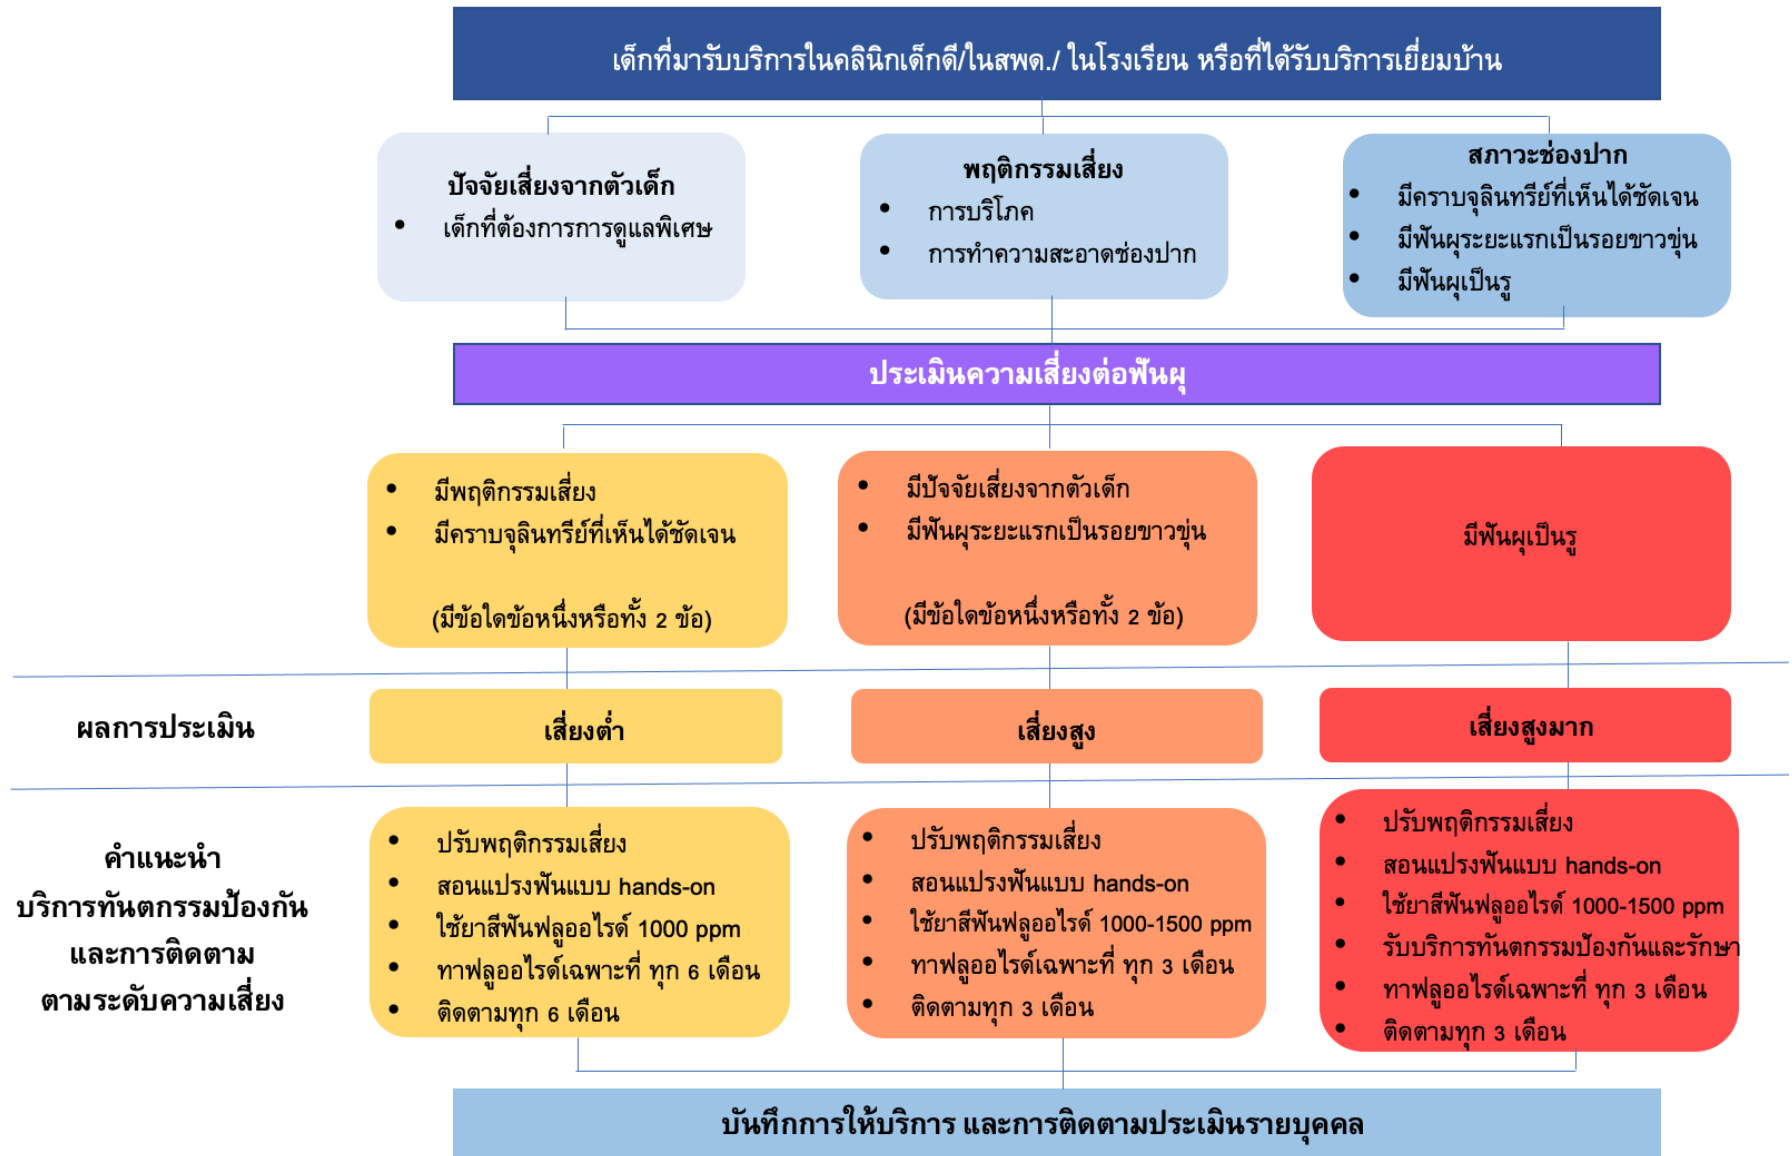 เด็กที่มารับบริการในคลินิกเด็กดี/ในสพด./ ในโรงเรียน หรือที่ได้รับบริการเยี่ยมบ้าน
ปัจจัยเสี่ยงจากตัวเด็ก
• เด็กที่ต้องการการดูแลพิเศษ
พฤติกรรมเสี่ยง
• การบริโภค
• การทำความสะอาดช่องปาก
สภาวะช่องปาก
• มีคราบจุลินทรีย์ที่เห็นได้ชัดเจน
• มีฟันผุระยะแรกเป็นรอยขาวขุ่น
• มีฟันผุเป็นรู
ประเมินความเสี่ยงต่อฟันผุ
• มีพฤติกรรมเสี่ยง
• มีคราบจุลินทรีย์ที่เห็นได้ชัดเจน
(มีข้อใดข้อหนึ่งหรือทั้ง 2 ข้อ)
• มีปัจจัยเสี่ยงจากตัวเด็ก
• มีฟันผุระยะแรกเป็นรอยขาวขุ่น
(มีข้อใดข้อหนึ่งหรือทั้ง 2 ข้อ)
มีฟันผุเป็นรู
ผลการประเมิน
เสี่ยงต่ำ
เสี่ยงสูง
เสี่ยงสูงมาก
คำแนะนำ
บริการทันตกรรมป้องกัน
และการติดตาม
ตามระดับความเสี่ยง
• ปรับพฤติกรรมเสี่ยง
• สอนแปรงฟันแบบ hands-on
• ใช้ยาสีฟันฟลูออไรด์ 1000 ppm
• ทาฟลูออไรด์เฉพาะที่ ทุก 6 เดือน
• ติดตามทุก 6 เดือน
• ปรับพฤติกรรมเสี่ยง
• สอนแปรงฟันแบบ hands-on
• ใช้ยาสีฟันฟลูออไรด์ 1000-1500 ppm
• ทาฟลูออไรด์เฉพาะที่ ทุก 3 เดือน
• ติดตามทุก 3 เดือน
• ปรับพฤติกรรมเสี่ยง
• สอนแปรงฟันแบบ hands-on
• ใช้ยาสีฟันฟลูออไรด์ 1000-1500 ppm
• รับบริการทันตกรรมป้องกันและรักษา
• ทาฟลูออไรด์เฉพาะที่ ทุก 3 เดือน
• ติดตามทุก 3 เดือน
บันทึกการให้บริการ และการติดตามประเมินรายบุคคล